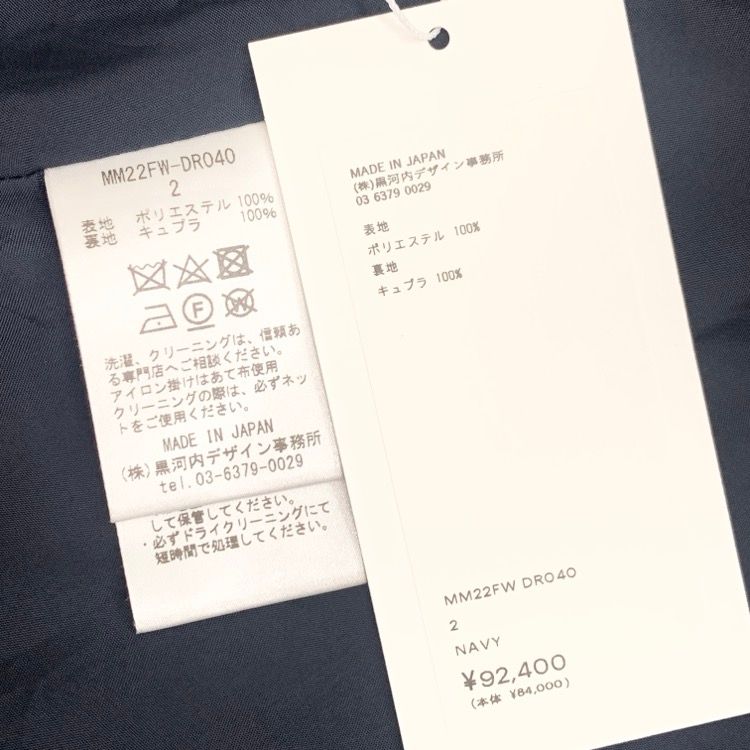 MM22FW-DR040
2
表地 ポリエステル 100%
裏地 キュプラ 100%
F
W
洗濯、クリーニングは、信頼あ
る専門店へご相談ください。
アイロン掛けはあて布使用
クリーニングの際は、必ずネッ
トをご使用ください。
MADE IN JAPAN
(株)黒河内デザイン事務所
tel.03-6379-0029
して保管してください。
・必ずドライクリーニングにて
短時間で処理してください。
MADE IN JAPAN
(株)黒河内デザイン事務所
03 6379 0029
表地
ポリエステル 100%
裏地
キュプラ 100%
MM22FW DR040
2
NAVY
¥92,400
(本体 ¥84,000)